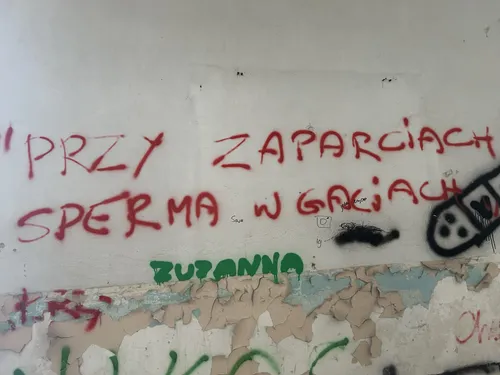 "PRZY ZAPARCIACH
SPERMA W GACIACH
ZUZANNA